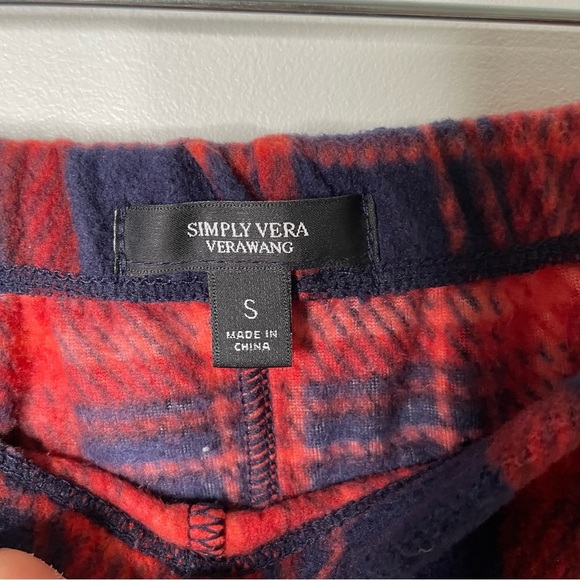 SIMPLY VERA
VERAWANG
S
MADE IN
CHINA